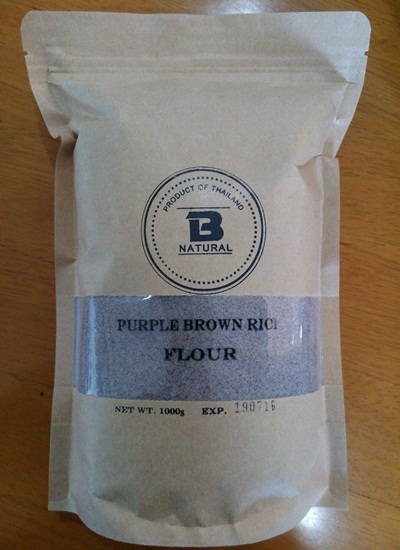 PRODUCT OF THAILAND
B
NATURAL
PURPLE BROWN RICE
FLOUR
NET WT. 1000g EXP. 190716